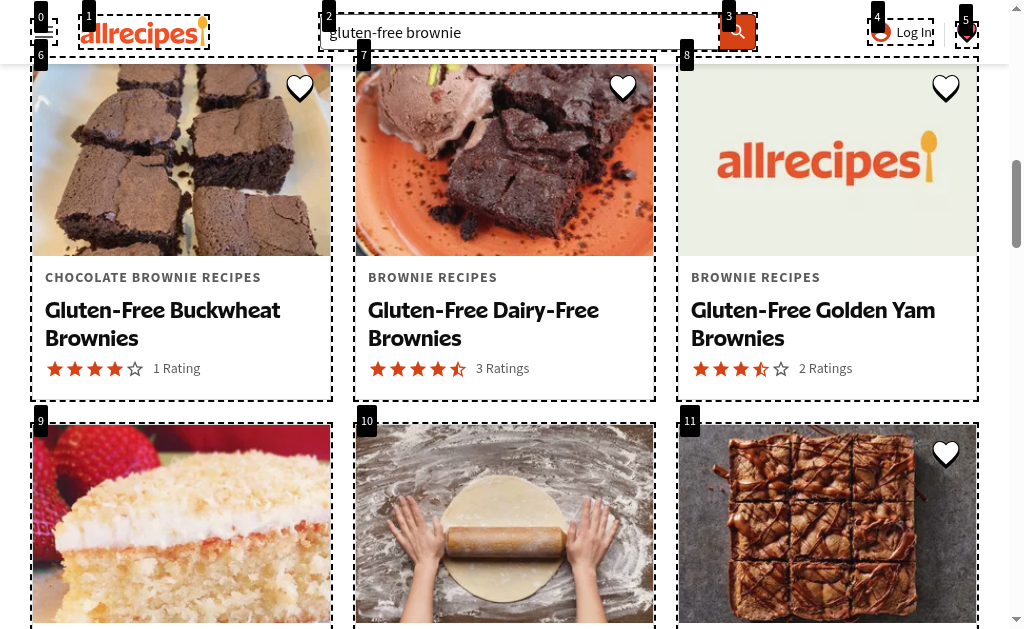 0
1
2
3
4
5
allrecipes
gluten-free brownie
Log In
6
7
8
allrecipes
CHOCOLATE BROWNIE RECIPES
Gluten-Free Buckwheat
Brownies
1 Rating
BROWNIE RECIPES
Gluten-Free Dairy-Free
Brownies
3 Ratings
BROWNIE RECIPES
Gluten-Free Golden Yam
Brownies
2 Ratings
9
10
11